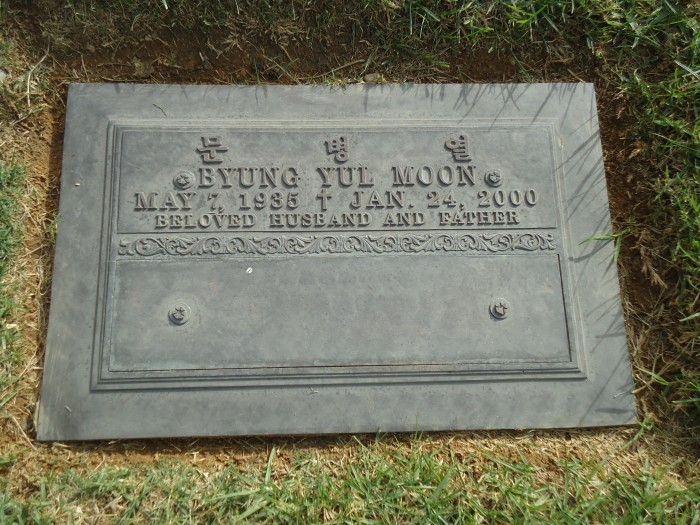 문 병 열
BYUNG YUL MOON
MAY 7, 1935 † JAN. 24, 2000
BELOVED HUSBAND AND FATHER